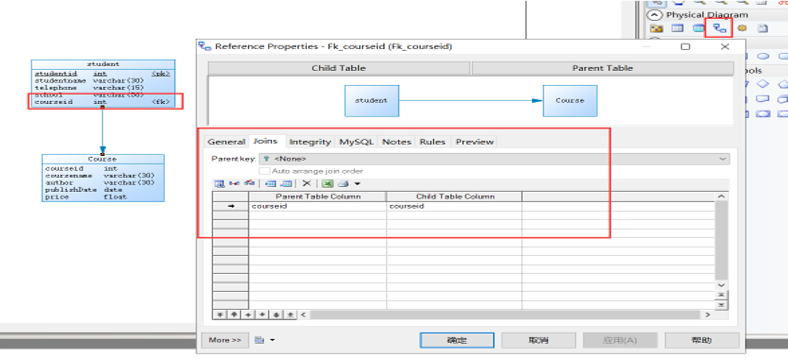 Physical Diagram
Reference Properties - Fk_courseid (Fk_courseid)
Child Table
Parent Table
student
studentid int <pk>
studentname varchar(30)
telephone varchar(15)
school varchar(50)
courseid int <fk>
student
Course
ols
General Joins Integrity MySQL Notes Rules Preview
Course
courseid int
coursename varchar(30)
author varchar(30)
publishDate date
price float
Parent key: <None>
Auto arrange join order
Parent Table Column
Child Table Column
courseid
courseid
More >>
确定
取消
应用(A)
帮助